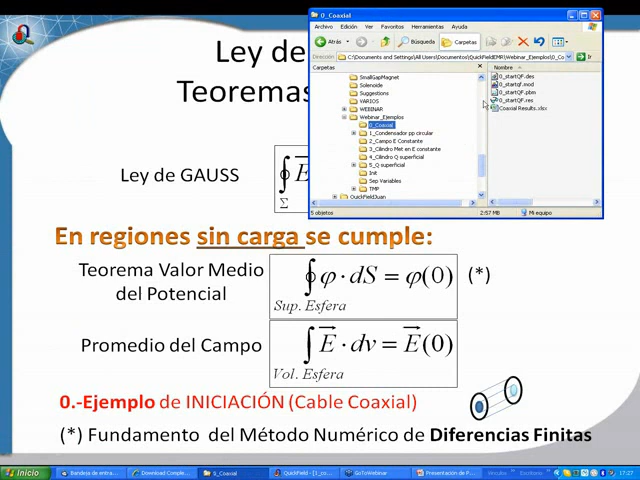 Ley de
Teoremas
Ley de GAUSS
∮ E
Σ
En regiones sin carga se cumple:
Teorema Valor Medio
del Potencial
∮ φ · dS = φ(0)
Sup. Esfera
(*)
Promedio del Campo
∫ E · dv = E(0)
Vol. Esfera
0.-Ejemplo de INICIACIÓN (Cable Coaxial)
(*) Fundamento del Método Numérico de Diferencias Finitas
0_Coaxial
Archivo Edición Ver Favoritos Herramientas Ayuda
Atrás Búsqueda Carpetas
C:\Documents and Settings\All Users\Documentos\QuickFieldEMR\Webinar_Ejemplos\0_Co
Ir
Carpetas
SmallGapMagnet
Solenoide
Suggestions
VARIOS
WEBINAR
Webinar_Ejemplos
0_Coaxial
1_Condensador pp circular
2_Campo E Constante
3_Cilindro Met en E constante
4_Cilindro Q superficial
5_Q superficial
Init
Sep Variables
TMP
QuickFieldJuan
Nombre
0_startQF.des
0_startqf.mod
0_startQF.pbm
0_startQF.res
Coaxial Results.xlsx
5 objetos
2:57 MB
Mi equipo
Inicio
Bandeja de entrada...
Download Comple...
0_Coaxial
QuickField - [1_co...
GoToWebinar
Presentación de P...
Vínculos
Escritorio
17:27